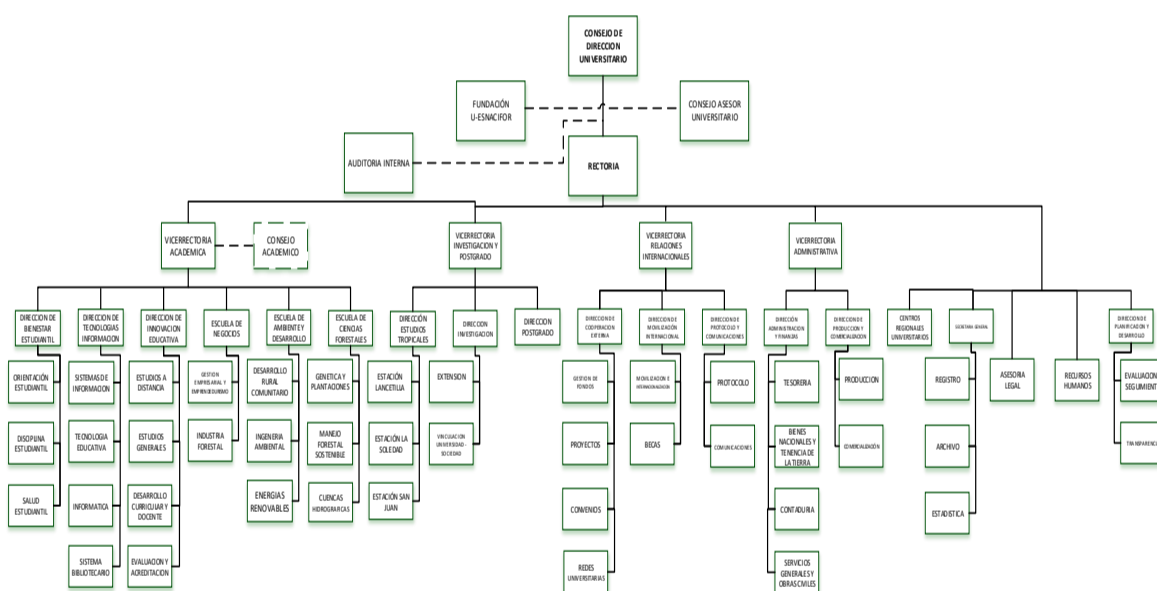 CONSEJO DE
DIRECCION
UNIVERSITARIO
FUNDACIÓN
U-ESNACIFOR
CONSEJO ASESOR
UNIVERSITARIO
AUDITORIA INTERNA
RECTORIA
VICERRECTORIA
ACADEMICA
CONSEJO
ACADEMICO
VICERRECTORIA
INVESTIGACION Y
POSTGRADO
VICERRECTORIA
RELACIONES
INTERNACIONALES
VICERRECTORIA
ADMINISTRATIVA
DIRECCION DE
BIENESTAR
ESTUDIANTIL
DIRECCION DE
TECNOLOGIAS
INFORMACION
DIRECCION DE
INNOVACION
EDUCATIVA
ESCUELA DE
NEGOCIOS
ESCUELA DE
AMBIENTE Y
DESARROLLO
ESCUELA DE
CIENCIAS
FORESTALES
DIRECCIÓN
ESTUDIOS
TROPICALES
DIRECCION
INVESTIGACION
DIRECCION
POSTGRADO
DIRECCION DE
COOPERACION
EXTERNA
DIRECCION DE
MOVILIZACIÓN
INTERNACIONAL
DIRECCION DE
PROTOCOLO Y
COMUNICACIONES
DIRECCIÓN
ADMINISTRACION
Y FINANZAS
DIRECCION DE
PRODUCCION Y
COMERCIALIZACIÓN
CENTROS
REGIONALES
UNIVERSITARIOS
SECRETARIA GENERAL
DIRECCION DE
PLANIFICACION Y
DESARROLLO
ORIENTACIÓN
ESTUDIANTIL
SISTEMAS DE
INFORMACION
ESTUDIOS A
DISTANCIA
GESTION
EMPRESARIAL Y
EMPRENDEDURISMO
DESARROLLO
RURAL
COMUNITARIO
GENETICA Y
PLANTACIONES
ESTACIÓN
LANCETILLA
EXTENSION
GESTION DE
FONDOS
MOVILIZACION E
INTERNACIONALIZACION
PROTOCOLO
TESORERIA
PRODUCCION
REGISTRO
ASESORIA
LEGAL
RECURSOS
HUMANOS
EVALUACION
SEGUIMIENT
DISCIPLINA
ESTUDIANTIL
TECNOLOGIA
EDUCATIVA
ESTUDIOS
GENERALES
INDUSTRIA
FORESTAL
INGENIERIA
AMBIENTAL
MANEJO
FORESTAL
SOSTENIBLE
ESTACIÓN LA
SOLEDAD
VINCULACION
UNIVERSIDAD -
SOCIEDAD
PROYECTOS
BECAS
COMUNICACIONES
BIENES
NACIONALES Y
TENENCIA DE
LA TIERRA
COMERCIALIZACIÓN
ARCHIVO
TRANSPARENCI
SALUD
ESTUDIANTIL
INFORMATICA
DESARROLLO
CURRICULAR Y
DOCENTE
ENERGIAS
RENOVABLES
CUENCAS
HIDROGRAFICAS
ESTACIÓN SAN
JUAN
CONVENIOS
CONTADURIA
ESTADISTICA
SISTEMA
BIBLIOTECARIO
EVALUACION Y
ACREDITACION
REDES
UNIVERSITARIAS
SERVICIOS
GENERALES Y
OBRAS CIVILES